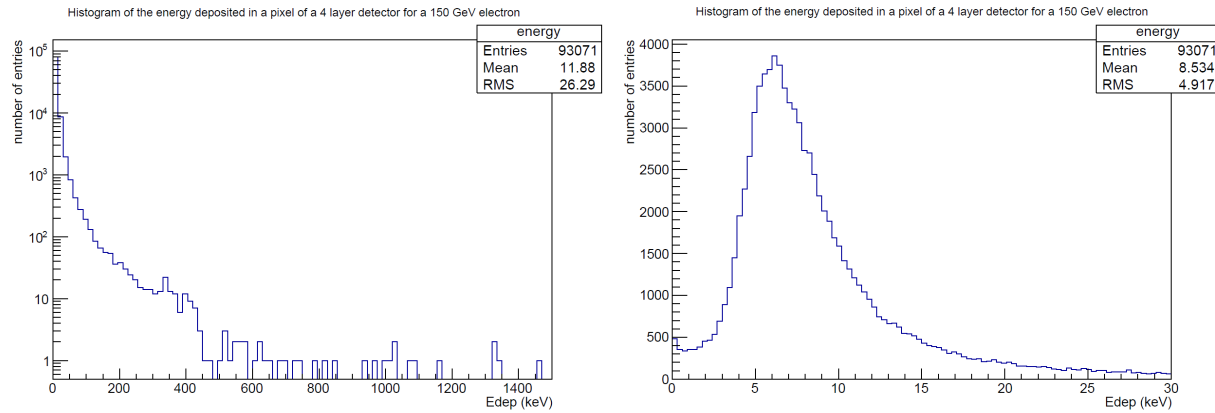 Histogram of the energy deposited in a pixel of a 4 layer detector for a 150 GeV electron
energy
Entries 93071
Mean 11.88
RMS 26.29
number of entries
10^5
10^4
10^3
10^2
10
1
0 200 400 600 800 1000 1200 1400
Edep (keV)
Histogram of the energy deposited in a pixel of a 4 layer detector for a 150 GeV electron
energy
Entries 93071
Mean 8.534
RMS 4.917
number of entries
4000
3500
3000
2500
2000
1500
1000
500
0
0 5 10 15 20 25 30
Edep (keV)